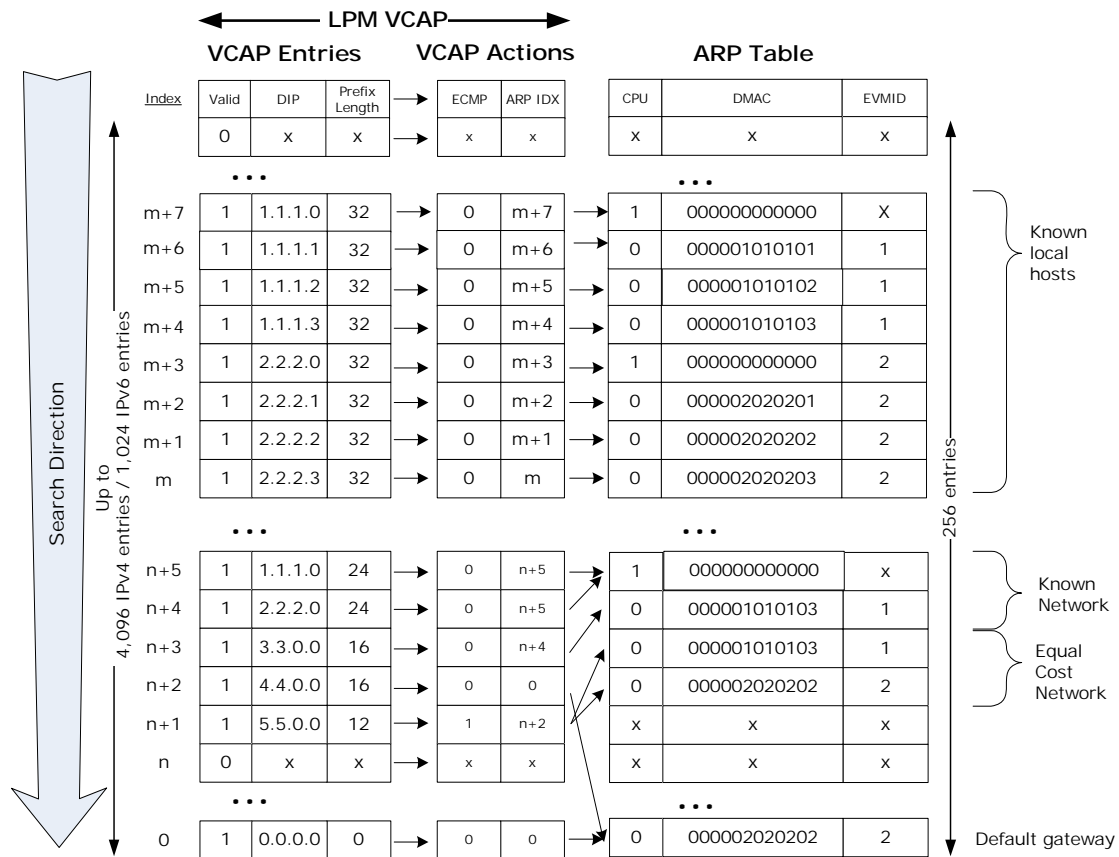 LPM VCAP
VCAP Entries VCAP Actions ARP Table
Index Valid DIP Prefix Length ECMP ARP IDX CPU DMAC EVMID
0 x x x x x x x
... ...
m+7 1 1.1.1.0 32 0 m+7 1 000000000000 X
m+6 1 1.1.1.1 32 0 m+6 0 000001010101 1
m+5 1 1.1.1.2 32 0 m+5 0 000001010102 1
m+4 1 1.1.1.3 32 0 m+4 0 000001010103 1
m+3 1 2.2.2.0 32 0 m+3 1 000000000000 2
m+2 1 2.2.2.1 32 0 m+2 0 000002020201 2
m+1 1 2.2.2.2 32 0 m+1 0 000002020202 2
m 1 2.2.2.3 32 0 m 0 000002020203 2
Known
local
hosts
... ...
n+5 1 1.1.1.0 24 0 n+5 1 000000000000 x
n+4 1 2.2.2.0 24 0 n+5 0 000001010103 1
n+3 1 3.3.0.0 16 0 n+4 0 000001010103 1
n+2 1 4.4.0.0 16 0 0 0 000002020202 2
n+1 1 5.5.0.0 12 1 n+2 x x x
n 0 x x x x x x x
Known
Network
Equal
Cost
Network
... ...
0 1 0.0.0.0 0 0 0 0 000002020202 2 Default gateway
Search Direction
Up to
4,096 IPv4 entries / 1,024 IPv6 entries
256 entries